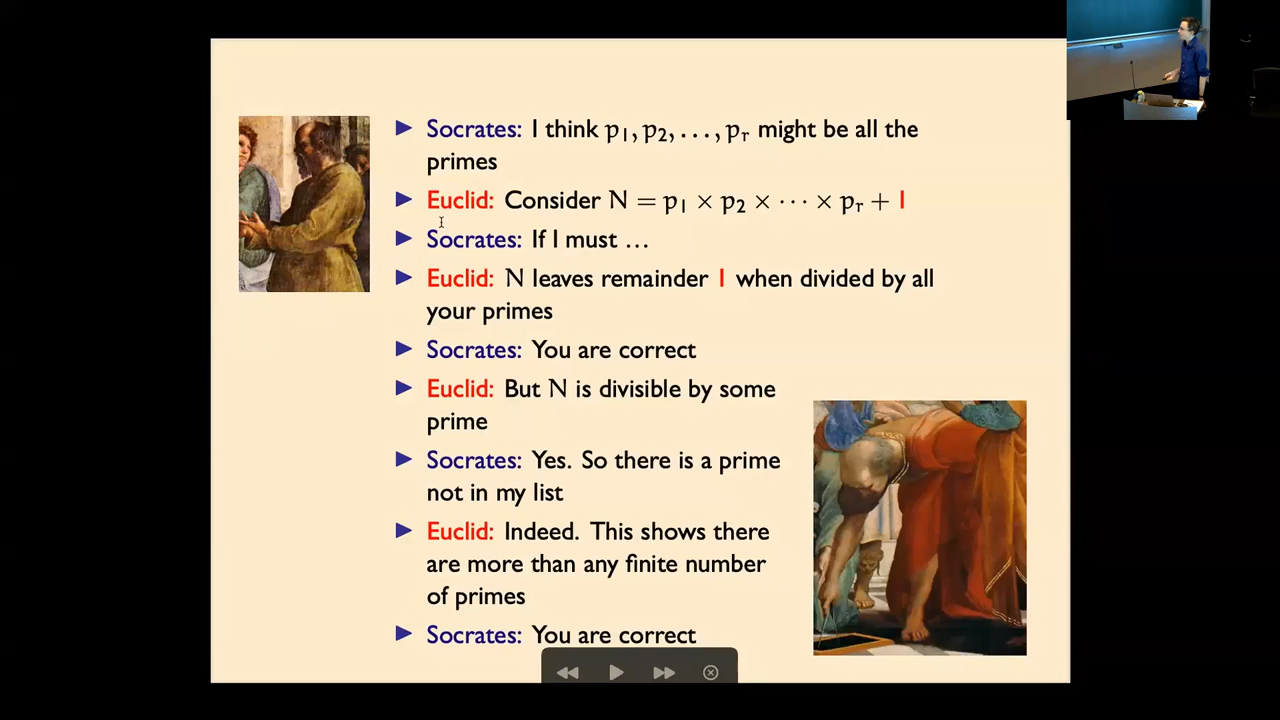 ► Socrates: I think p₁, p₂, . . . , pᵣ might be all the
primes
► Euclid: Consider N = p₁ × p₂ × · · · × pᵣ + 1
► Socrates: If I must ...
► Euclid: N leaves remainder 1 when divided by all
your primes
► Socrates: You are correct
► Euclid: But N is divisible by some
prime
► Socrates: Yes. So there is a prime
not in my list
► Euclid: Indeed. This shows there
are more than any finite number
of primes
► Socrates: You are correct